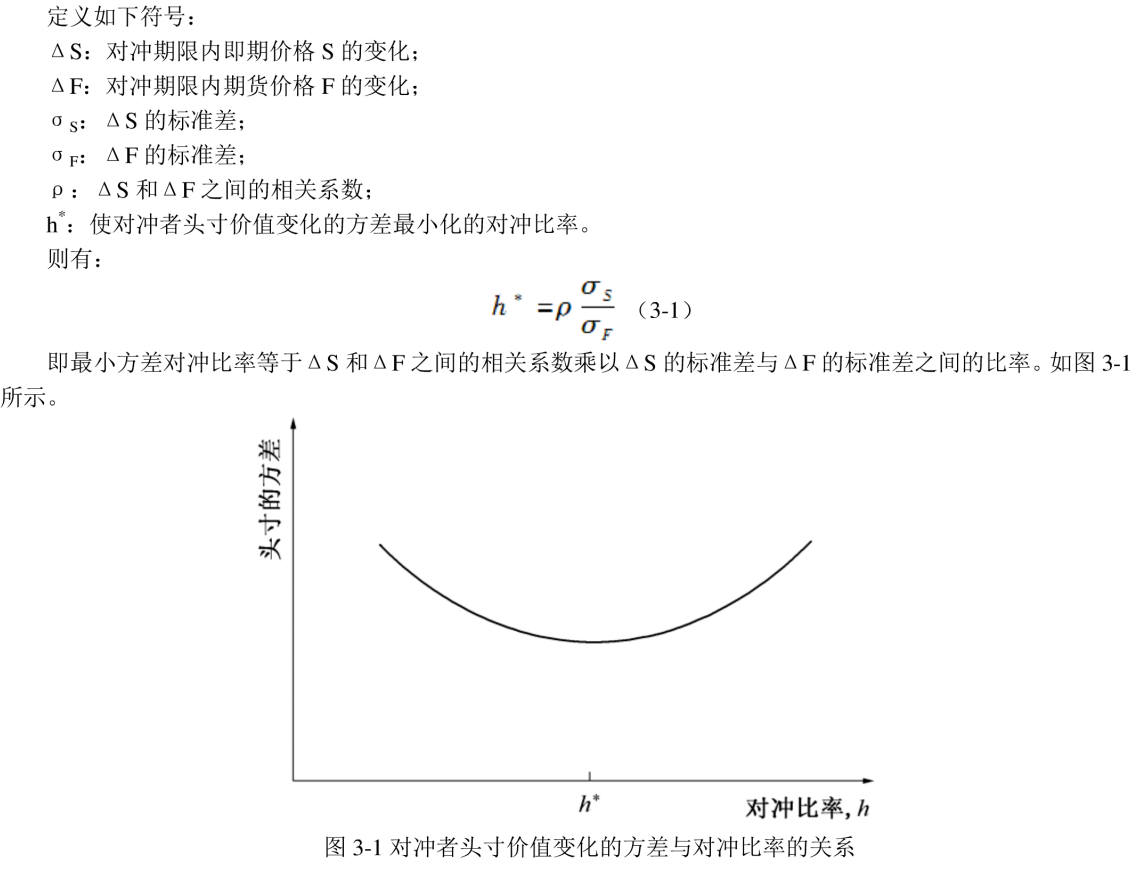 定义如下符号：
ΔS：对冲期限内即期价格 S 的变化；
ΔF：对冲期限内期货价格 F 的变化；
σS：ΔS 的标准差；
σF：ΔF 的标准差；
ρ：ΔS 和ΔF 之间的相关系数；
h*：使对冲者头寸价值变化的方差最小化的对冲比率。
则有：
h* =ρ σS/σF （3-1）
即最小方差对冲比率等于ΔS 和ΔF 之间的相关系数乘以ΔS 的标准差与ΔF 的标准差之间的比率。如图 3-1
所示。
头寸的方差
h*
对冲比率, h
图 3-1 对冲者头寸价值变化的方差与对冲比率的关系